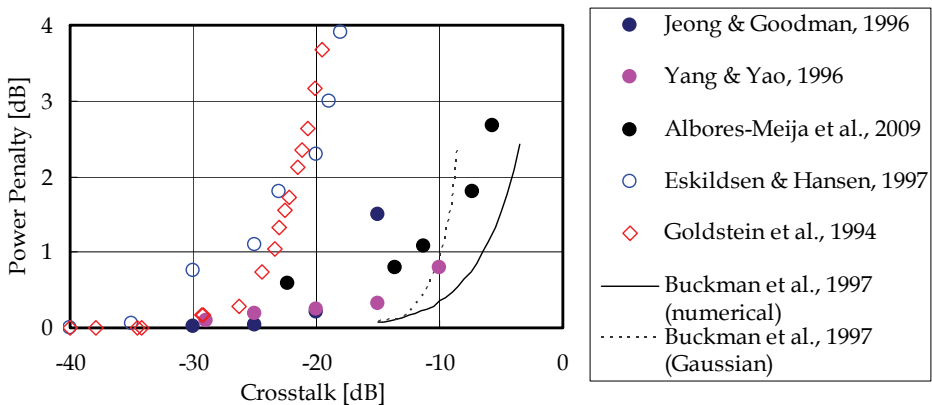 4
3
2
1
0
Power Penalty [dB]
-40
-30
-20
-10
0
Crosstalk [dB]
Jeong & Goodman, 1996
Yang & Yao, 1996
Albores-Meija et al., 2009
Eskildsen & Hansen, 1997
Goldstein et al., 1994
Buckman et al., 1997
(numerical)
Buckman et al., 1997
(Gaussian)